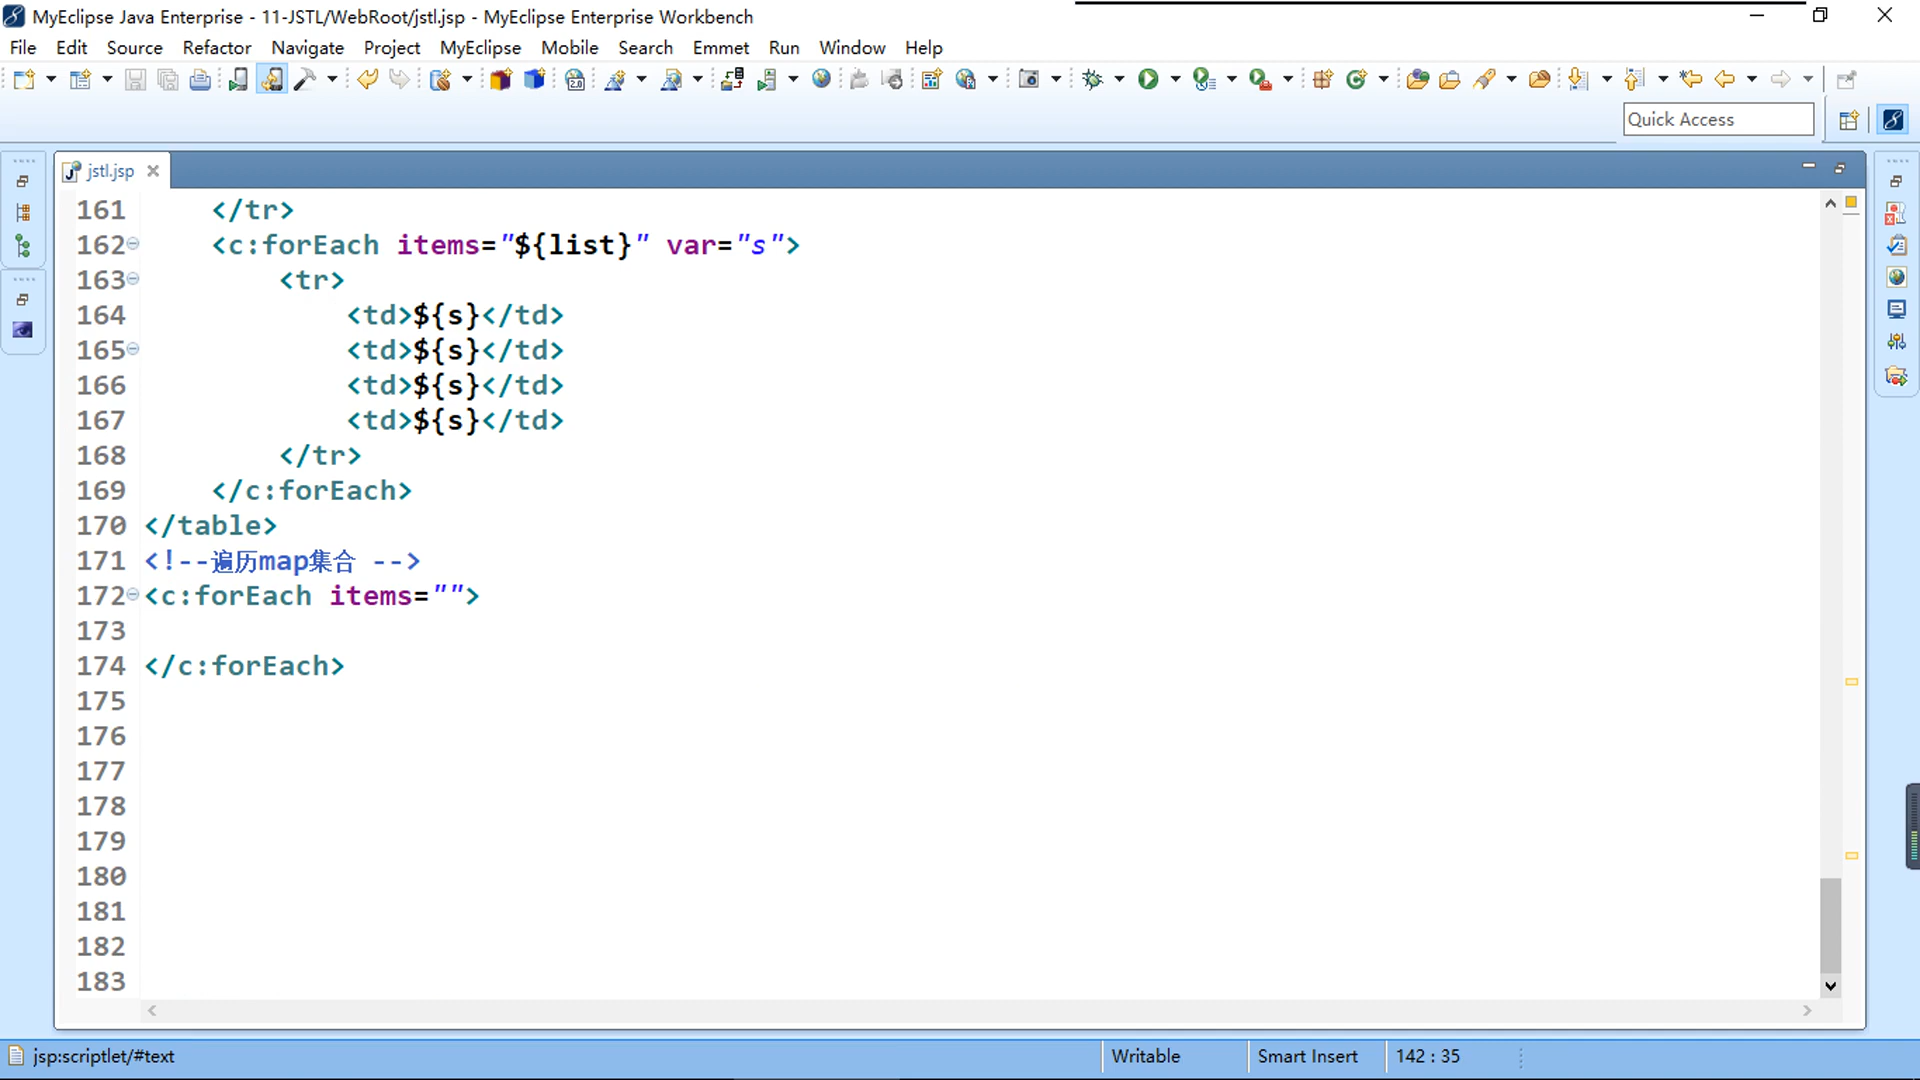 MyEclipse Java Enterprise - 11-JSTL/WebRoot/jstl.jsp - MyEclipse Enterprise Workbench
File Edit Source Refactor Navigate Project MyEclipse Mobile Search Emmet Run Window Help
Quick Access
jstl.jsp
161 </tr>
162 <c:forEach items="${list}" var="s">
163 <tr>
164 <td>${s}</td>
165 <td>${s}</td>
166 <td>${s}</td>
167 <td>${s}</td>
168 </tr>
169 </c:forEach>
170 </table>
171 <!--遍历map集合 -->
172 <c:forEach items="">
173
174 </c:forEach>
175
176
177
178
179
180
181
182
183
jsp:scriptlet/#text Writable Smart Insert 142 : 35